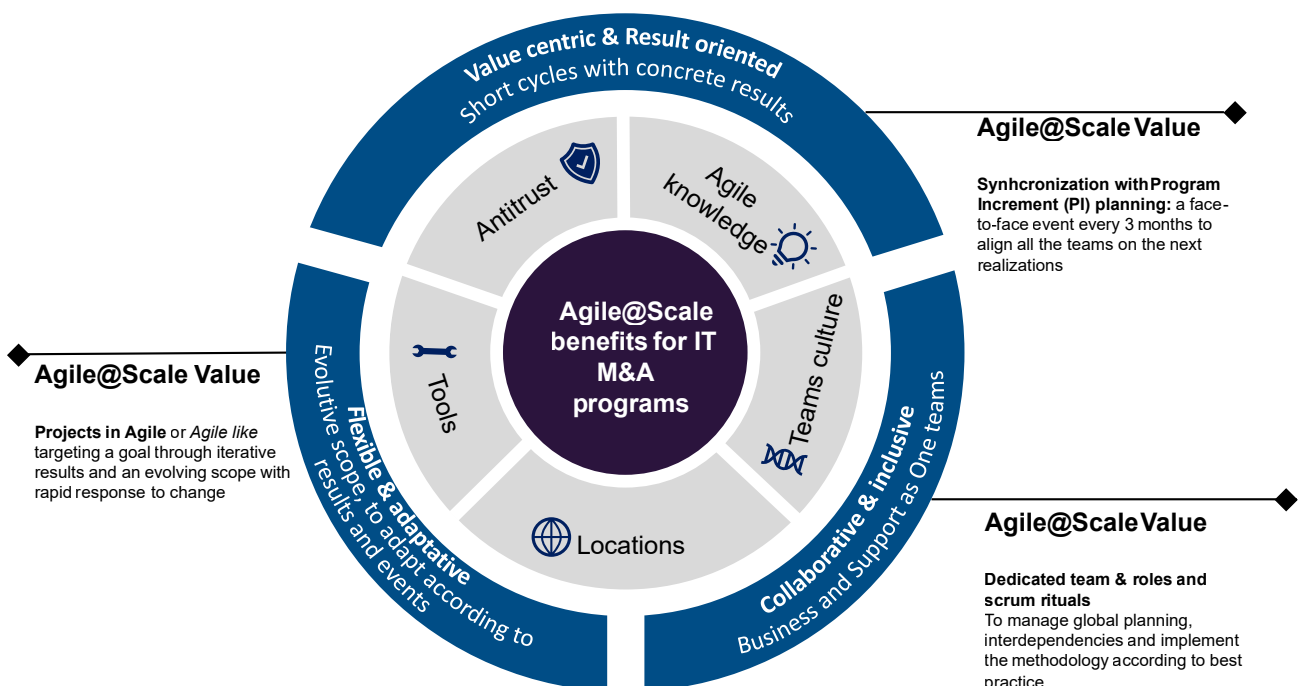 Value centric & Result oriented
Short cycles with concrete results
Agile@Scale Value
Synhcronization with Program
Increment (PI) planning: a face-
to-face event every 3 months to
align all the teams on the next
realizations
Antitrust
Agile
knowledge
Agile@Scale
benefits for IT
M&A
programs
Teams culture
Tools
Locations
Agile@Scale Value
Projects in Agile or Agile like
targeting a goal through iterative
results and an evolving scope with
rapid response to change
Flexible & adaptative
Evolutive scope, to adapt according to
results and events
Collaborative & inclusive
Business and Support as One teams
Agile@Scale Value
Dedicated team & roles and
scrum rituals
To manage global planning,
interdependencies and implement
the methodology according to best
practice